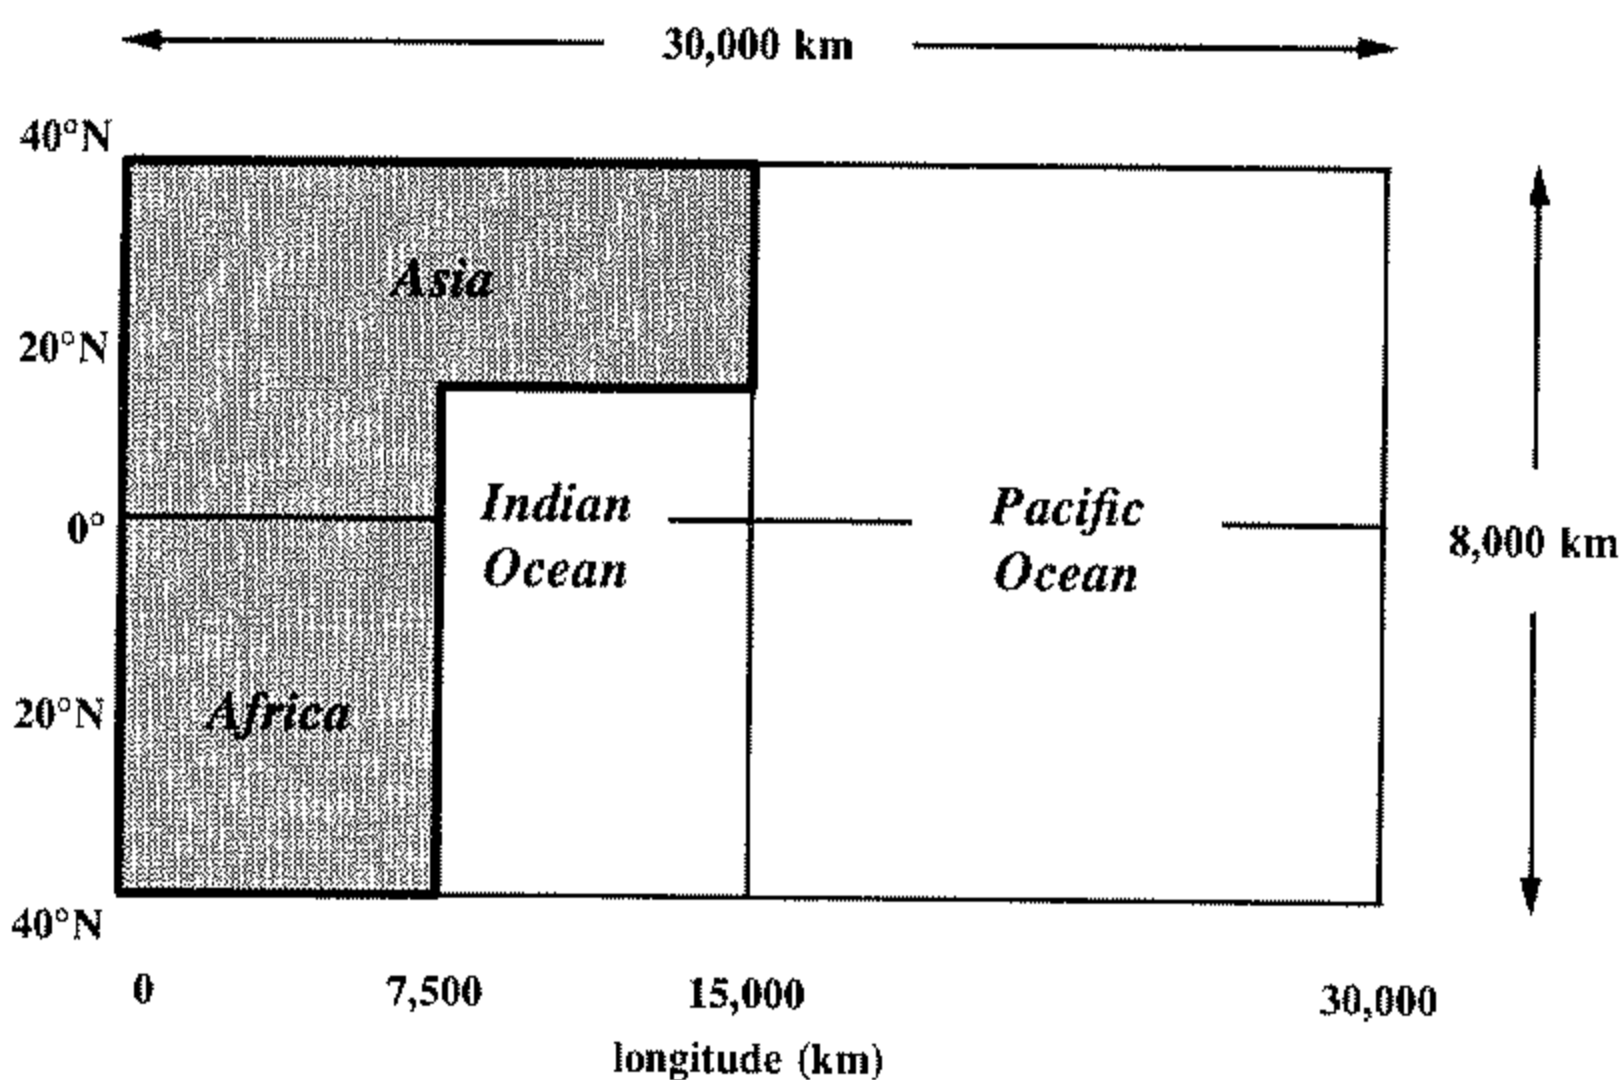 30,000 km
40°N
Asia
20°N
Indian
Ocean
Pacific
Ocean
0°
8,000 km
20°N
Africa
40°N
0
7,500
15,000
30,000
longitude (km)